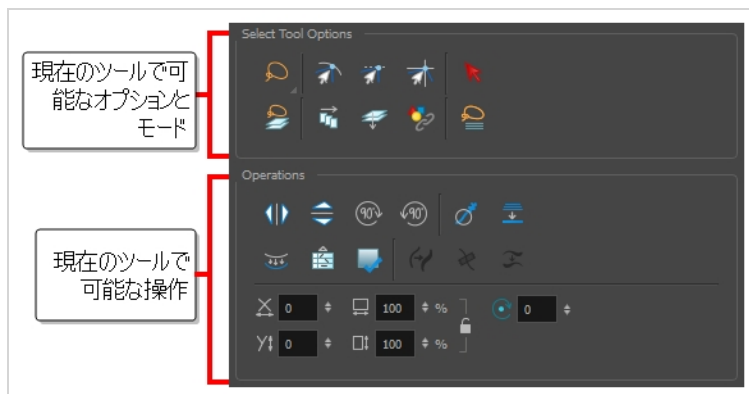 Select Tool Options
現在のツールで可
能なオプションと
モード
Operations
90°
90°
現在のツールで
可能な操作
X 0 100 % 0
Y 0 100 %